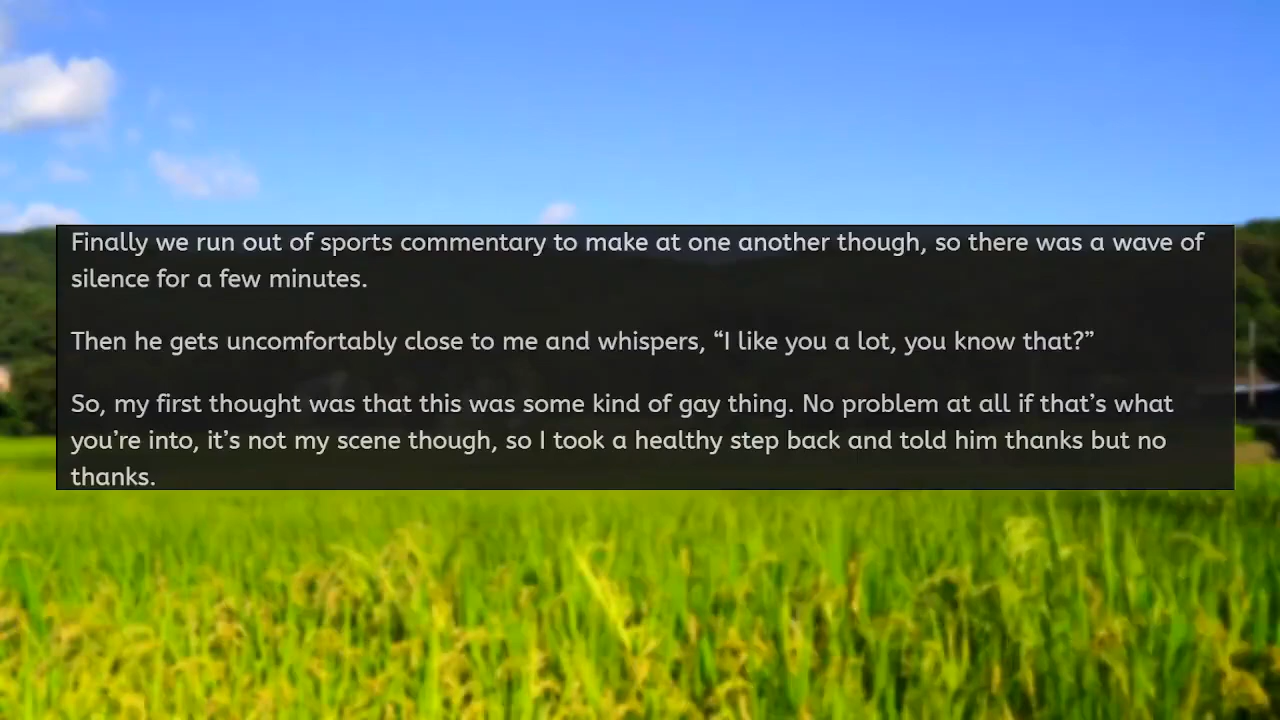 Finally we run out of sports commentary to make at one another though, so there was a wave of
silence for a few minutes.
Then he gets uncomfortably close to me and whispers, “I like you a lot, you know that?”
So, my first thought was that this was some kind of gay thing. No problem at all if that’s what
you’re into, it’s not my scene though, so I took a healthy step back and told him thanks but no
thanks.